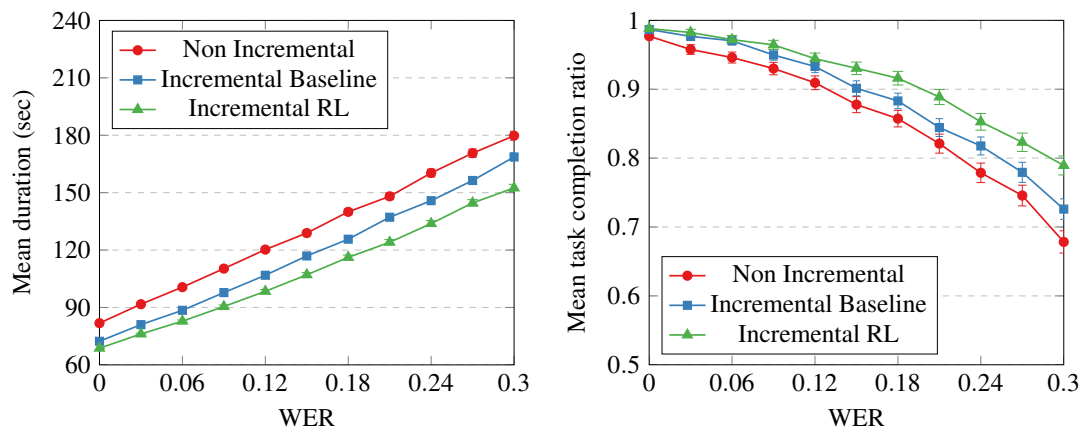 240
210
180
150
120
90
60
Mean duration (sec)
Non Incremental
Incremental Baseline
Incremental RL
0 0.06 0.12 0.18 0.24 0.3
WER
1
0.9
0.8
0.7
0.6
0.5
Mean task completion ratio
Non Incremental
Incremental Baseline
Incremental RL
0 0.06 0.12 0.18 0.24 0.3
WER